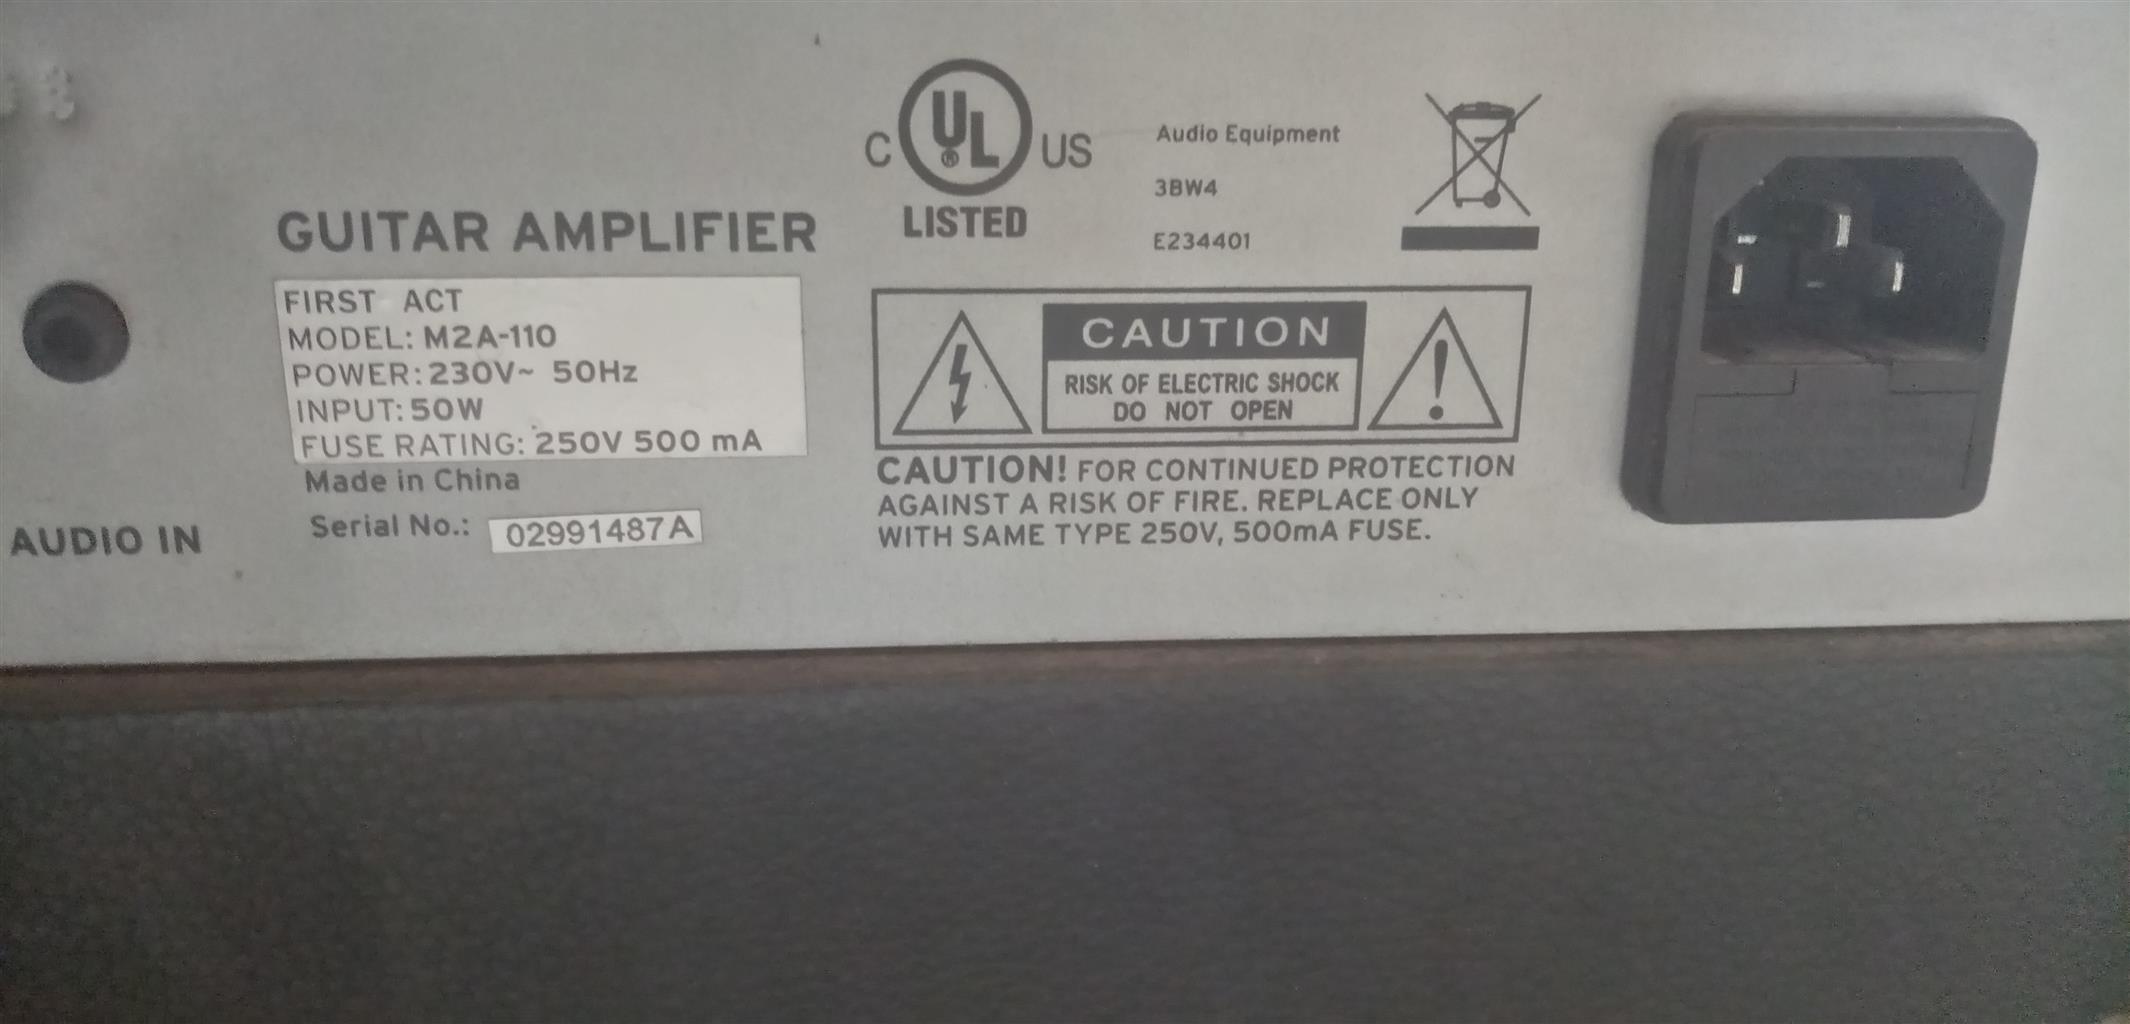 C UL® US
LISTED
Audio Equipment
3BW4
E234401
GUITAR AMPLIFIER
FIRST ACT
MODEL: M2A-110
POWER: 230V~ 50Hz
INPUT: 50W
FUSE RATING: 250V 500 mA
Made in China
Serial No.: 02991487A
AUDIO IN
CAUTION
RISK OF ELECTRIC SHOCK
DO NOT OPEN
CAUTION! FOR CONTINUED PROTECTION
AGAINST A RISK OF FIRE. REPLACE ONLY
WITH SAME TYPE 250V, 500mA FUSE.